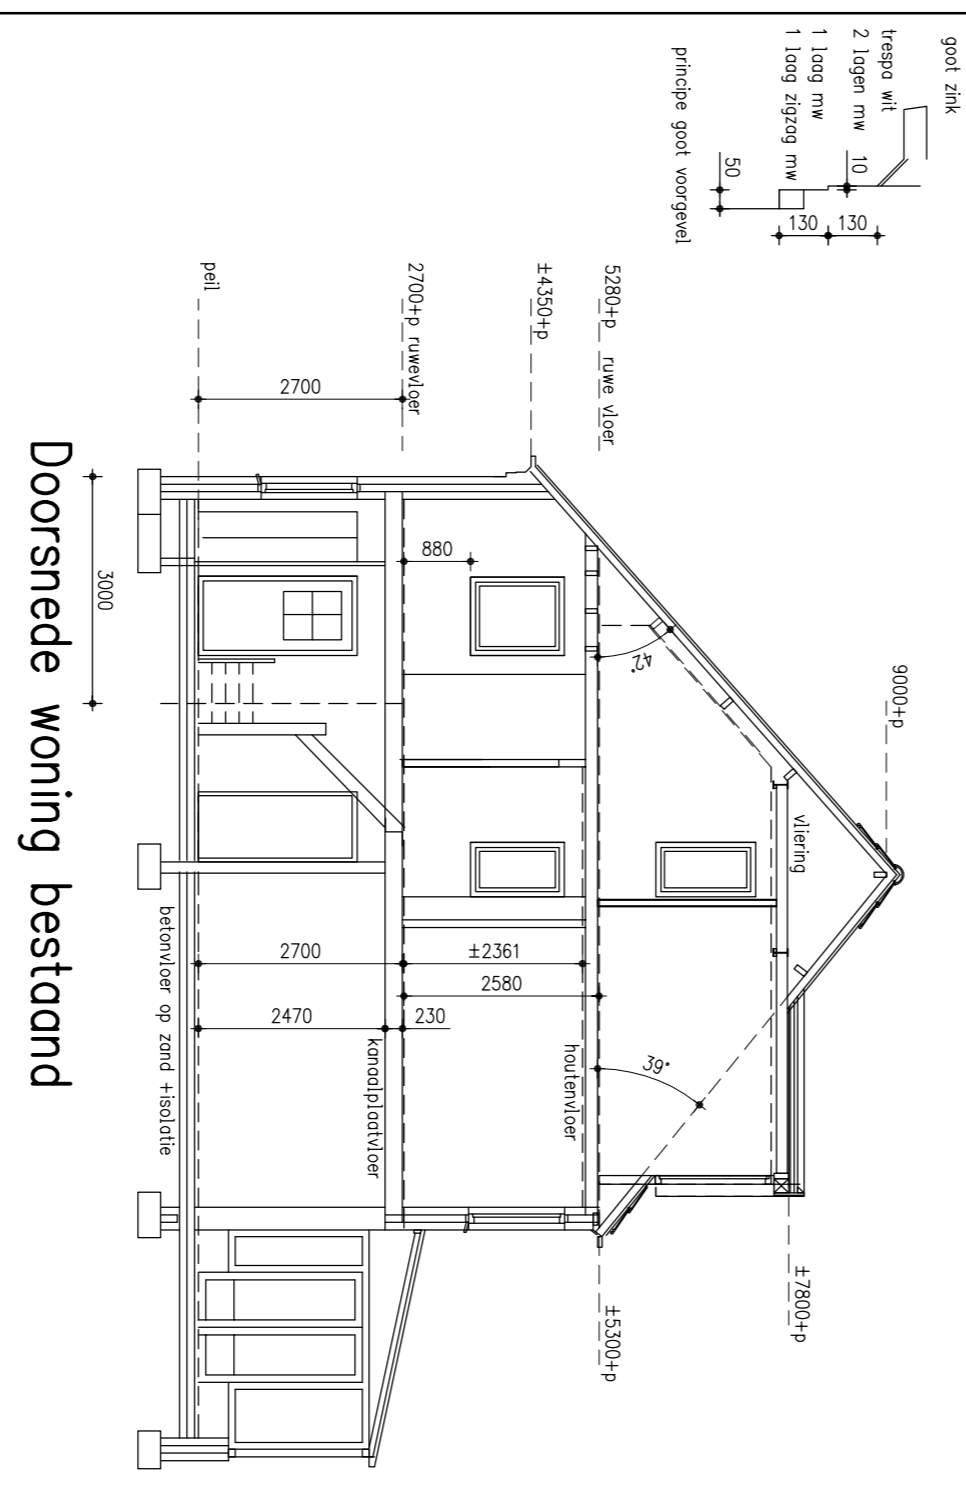 goot zink
trespa wit
2 lagen mw
1 laag mw
1 laag zigzag mw
principe goot voorgevel
10
50
130
130
9000+p
±7800+p
5280+p ruwe vloer
±5300+p
±4350+p
2700+p ruwevloer
peil
vliering
42°
39°
880
2700
±2361
2580
houtenvloer
2700
2470
230
kanaalplaatvloer
betonvloer op zand +isolatie
3000
Doorsnede woning bestaand